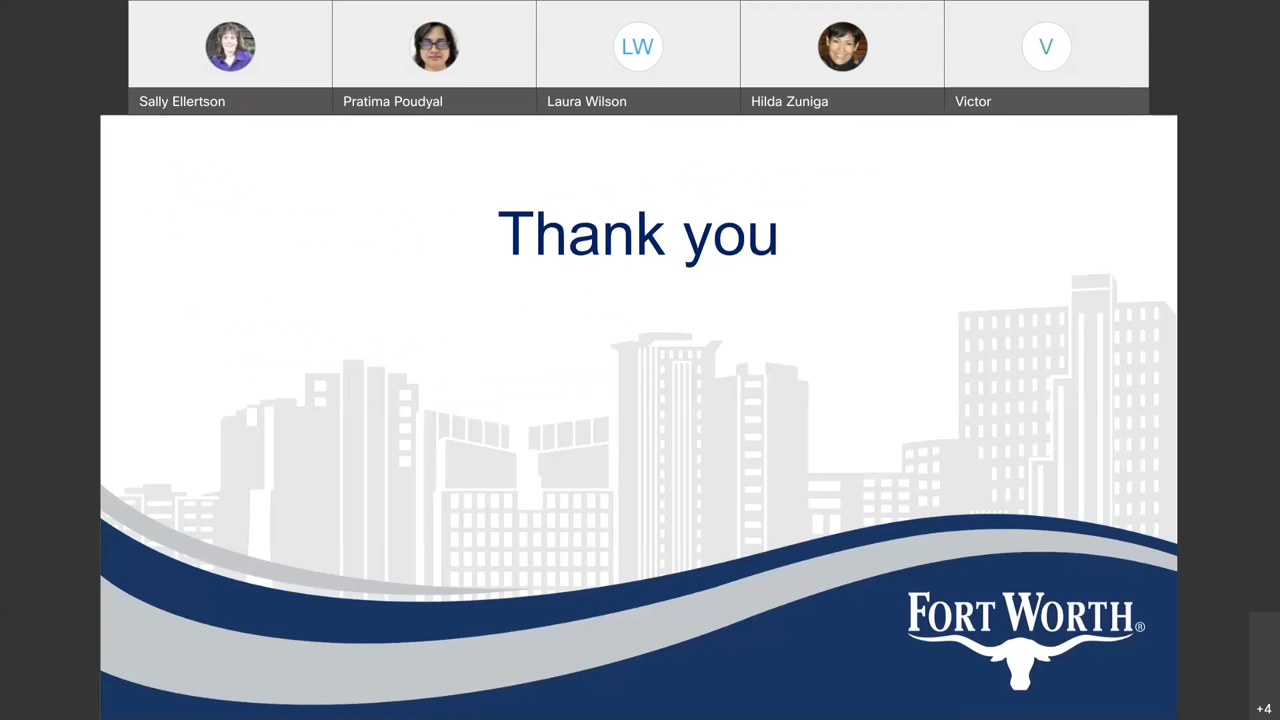 LW
V
Sally Ellertson
Pratima Poudyal
Laura Wilson
Hilda Zuniga
Victor
Thank you
FORT WORTH®
+4